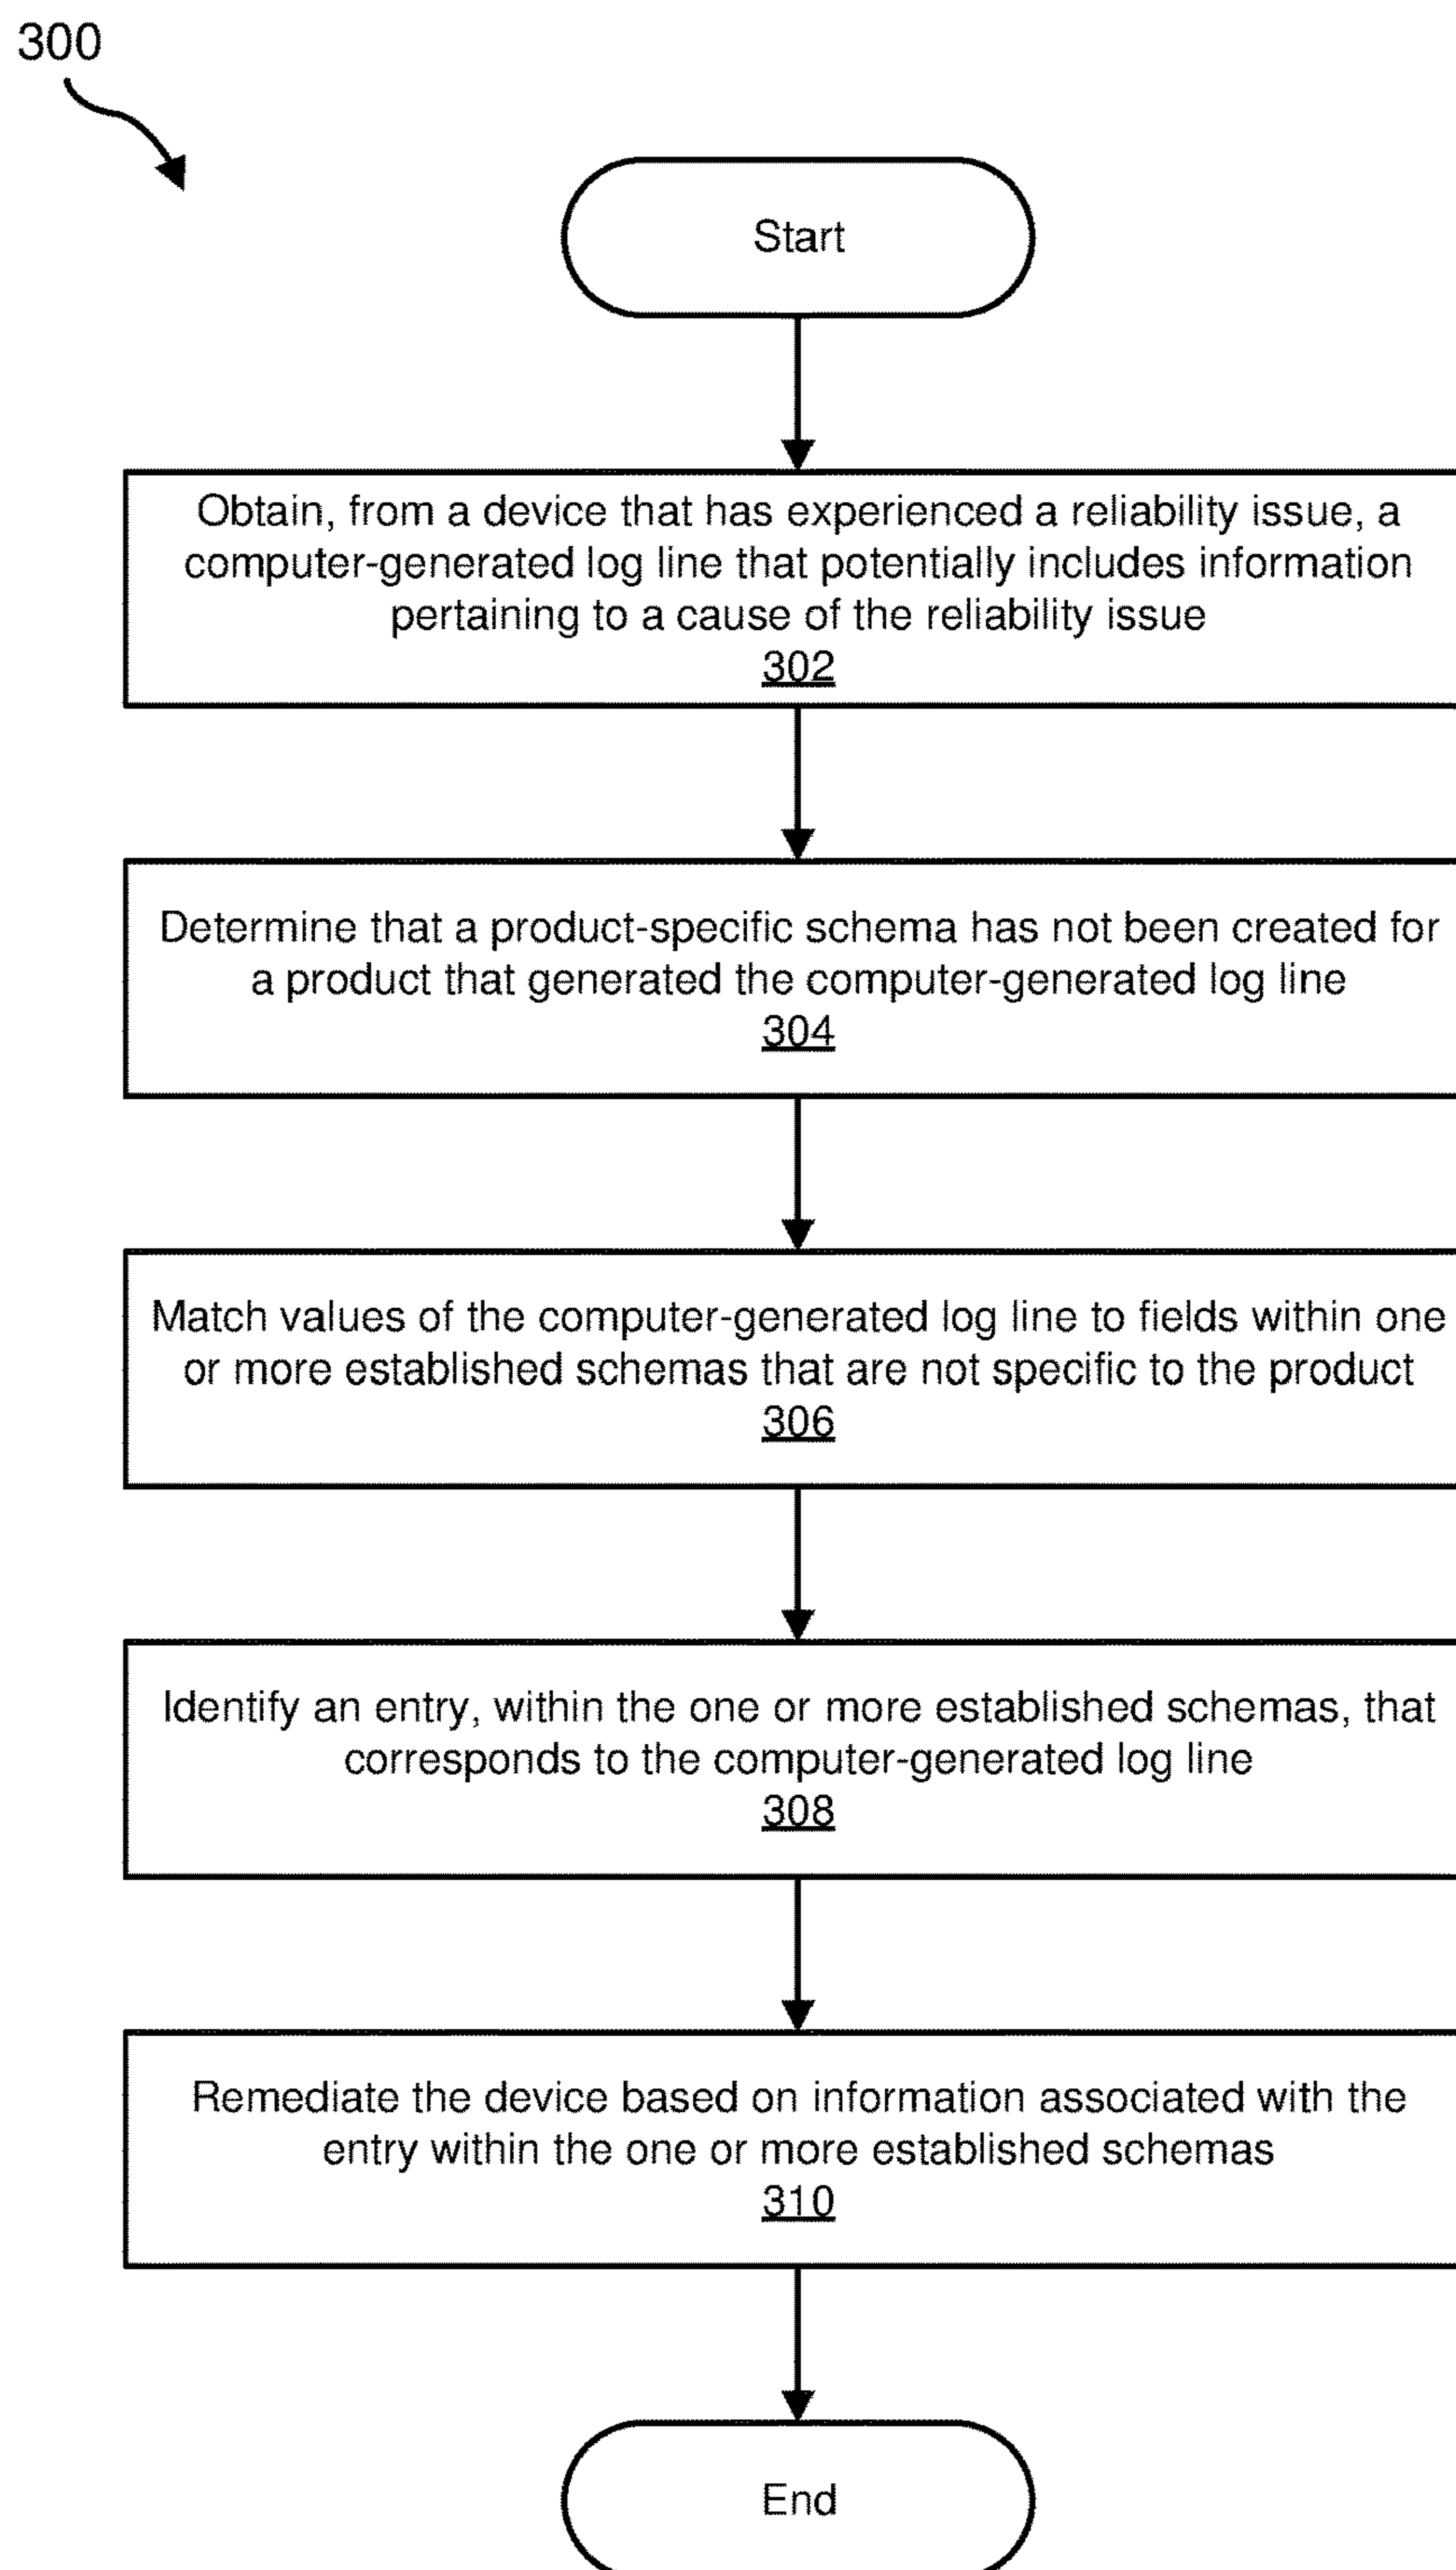 300
Start
Obtain, from a device that has experienced a reliability issue, a
computer-generated log line that potentially includes information
pertaining to a cause of the reliability issue
302
Determine that a product-specific schema has not been created for
a product that generated the computer-generated log line
304
Match values of the computer-generated log line to fields within one
or more established schemas that are not specific to the product
306
Identify an entry, within the one or more established schemas, that
corresponds to the computer-generated log line
308
Remediate the device based on information associated with the
entry within the one or more established schemas
310
End